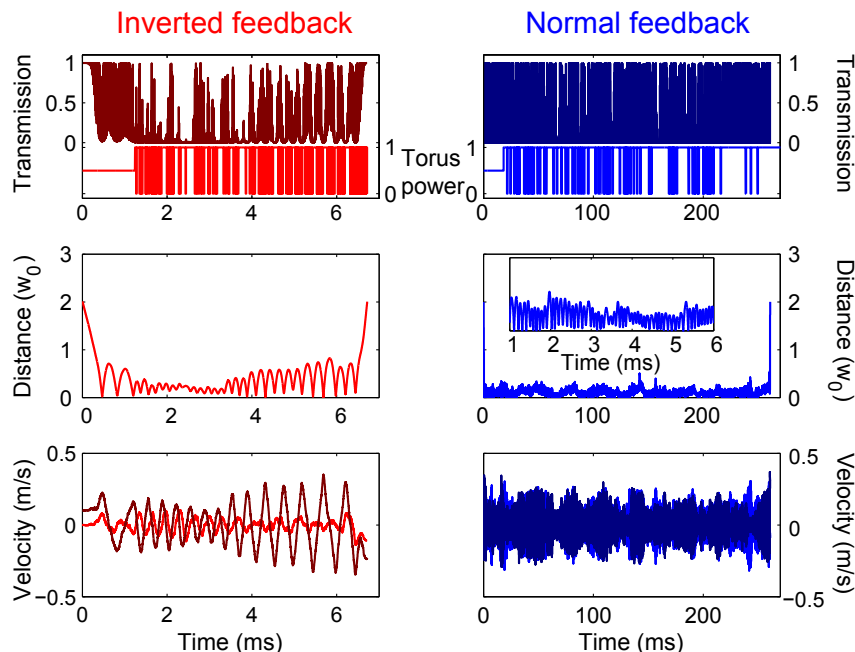 Inverted feedback
Normal feedback
Transmission
1
0.5
0
1
0
Torus
power
0 2 4 6
1
0.5
0
1
0
Transmission
0 100 200
Distance (w0)
3
2
1
0
0 2 4 6
1 2 3 4 5 6
Time (ms)
3
2
1
0
Distance (w0)
0 100 200
Velocity (m/s)
0.5
0
−0.5
0 2 4 6
Time (ms)
0.5
0
−0.5
Velocity (m/s)
0 100 200
Time (ms)